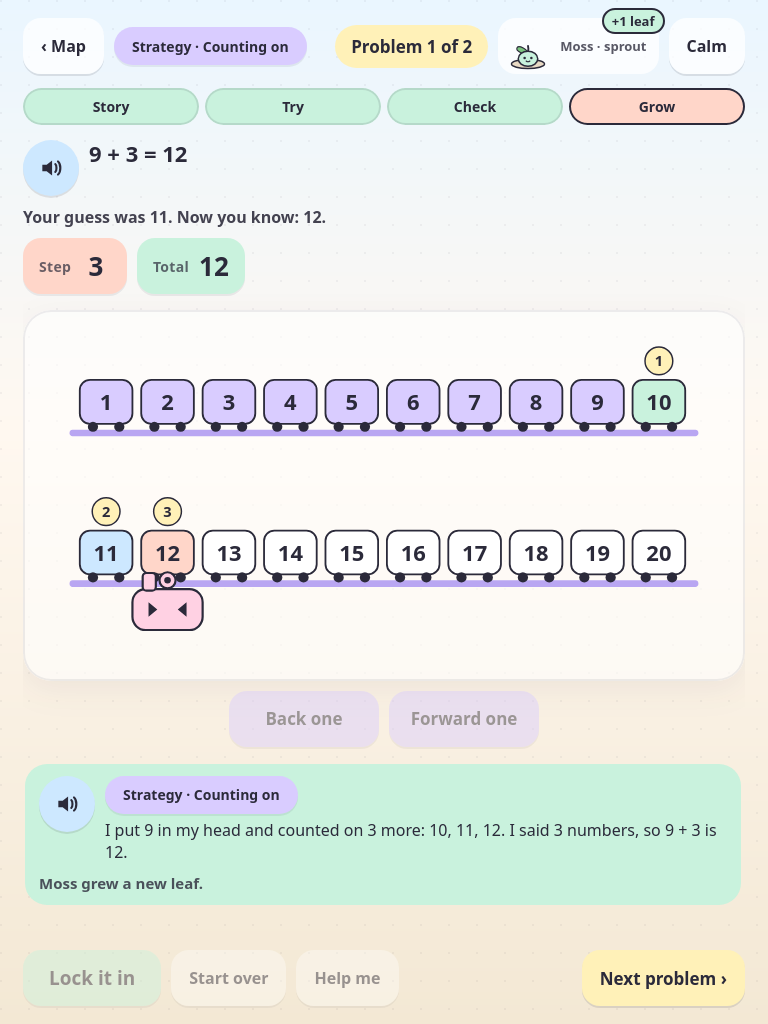 ‹ Map
Strategy · Counting on
Problem 1 of 2
Moss · sprout
+1 leaf
Calm
Story
Try
Check
Grow
9 + 3 = 12
Your guess was 11. Now you know: 12.
Step 3
Total 12
1
1 2 3 4 5 6 7 8 9 10
2 3
11 12 13 14 15 16 17 18 19 20
Back one
Forward one
Strategy · Counting on
I put 9 in my head and counted on 3 more: 10, 11, 12. I said 3 numbers, so 9 + 3 is
12.
Moss grew a new leaf.
Lock it in
Start over
Help me
Next problem ›